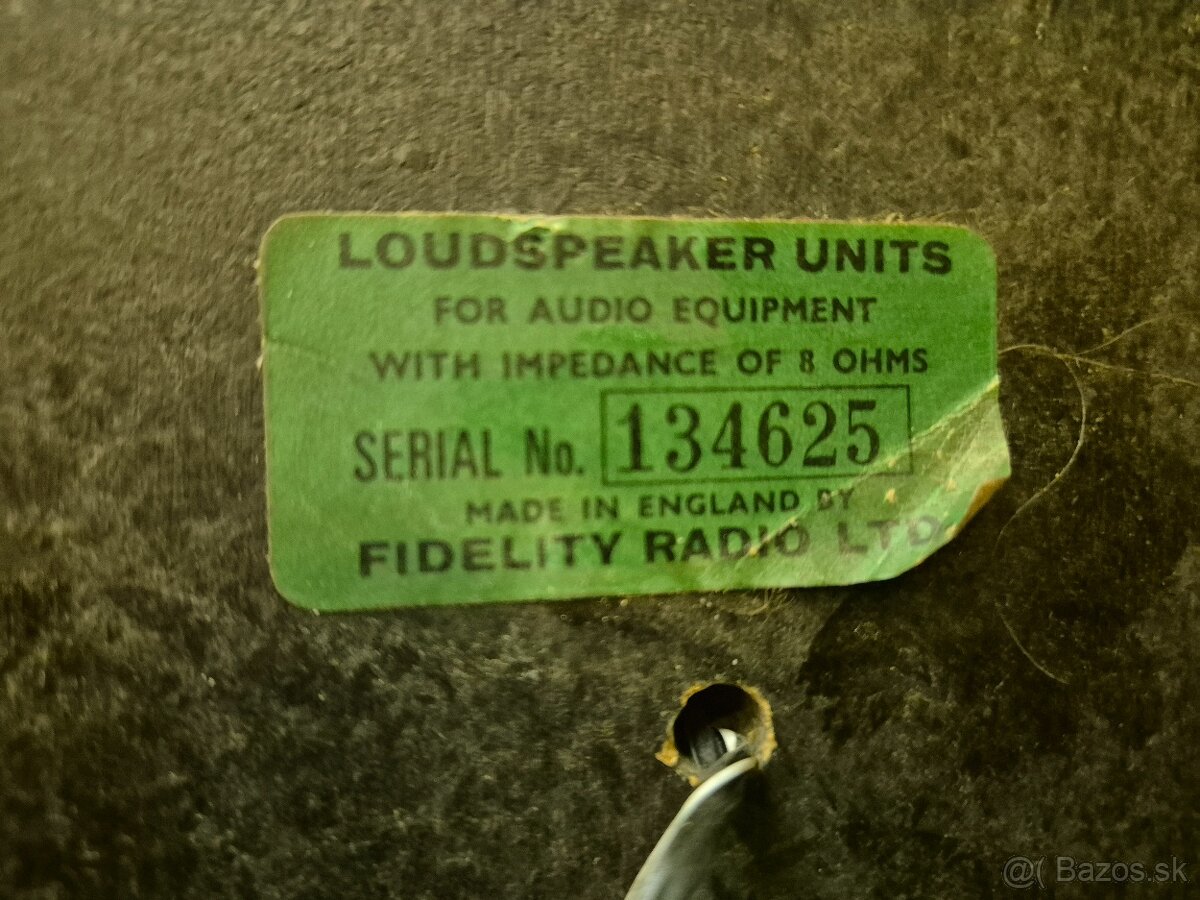 LOUDSPEAKER UNITS
FOR AUDIO EQUIPMENT
WITH IMPEDANCE OF 8 OHMS
SERIAL No. 134625
MADE IN ENGLAND BY
FIDELITY RADIO LTD
@( Bazos.sk